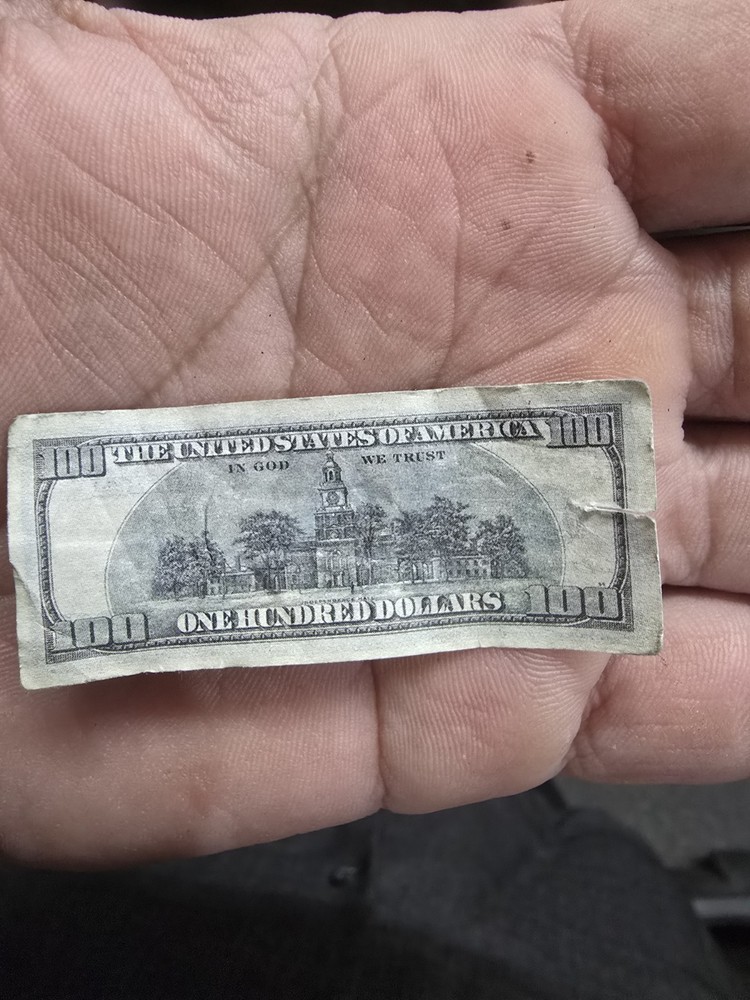 100 THE UNITED STATES OF AMERICA 100
IN GOD WE TRUST
100 ONE HUNDRED DOLLARS 100